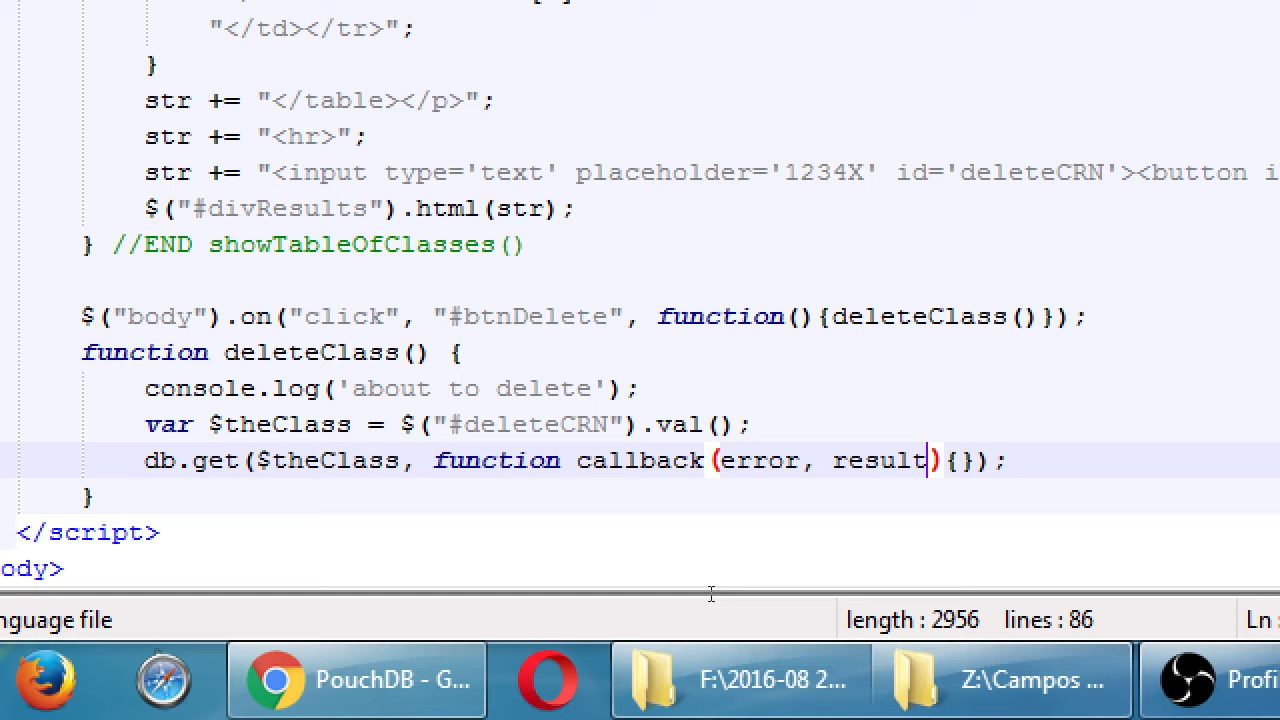 "</td></tr>";
}
str += "</table></p>";
str += "<hr>";
str += "<input type='text' placeholder='1234X' id='deleteCRN'><button i
$("#divResults").html(str);
} //END showTableOfClasses()
$("body").on("click", "#btnDelete", function(){deleteClass()});
function deleteClass() {
console.log('about to delete');
var $theClass = $("#deleteCRN").val();
db.get($theClass, function callback(error, result){});
}
</script>
ody>
nguage file length : 2956 lines : 86 Ln :
PouchDB - G... F:\2016-08 2... Z:\Campos ... Profi